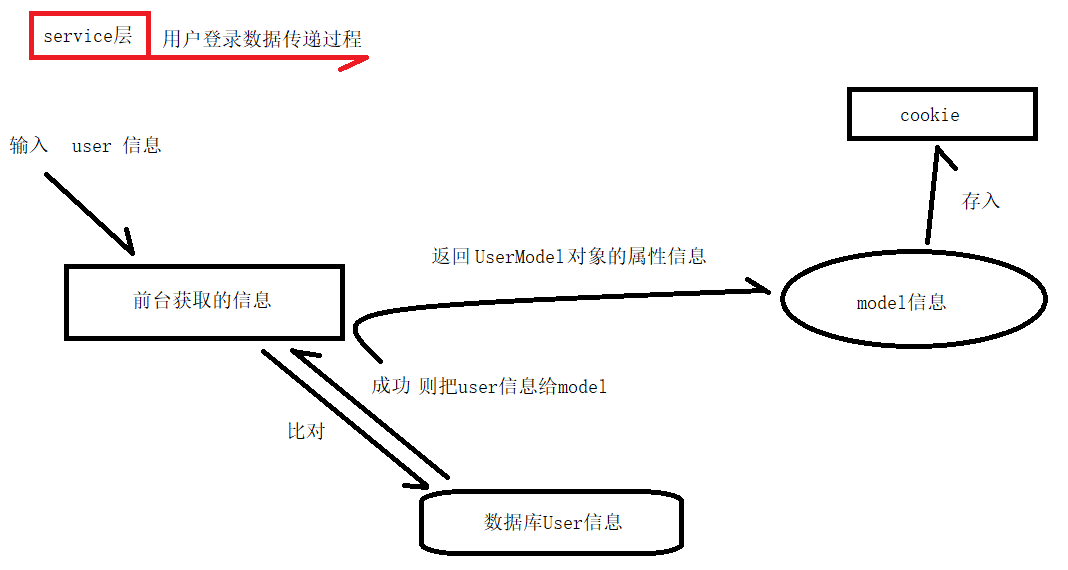 service层 用户登录数据传递过程
cookie
输入 user 信息
存入
返回UserModel对象的属性信息
前台获取的信息
model信息
成功 则把user信息给model
比对
数据库User信息